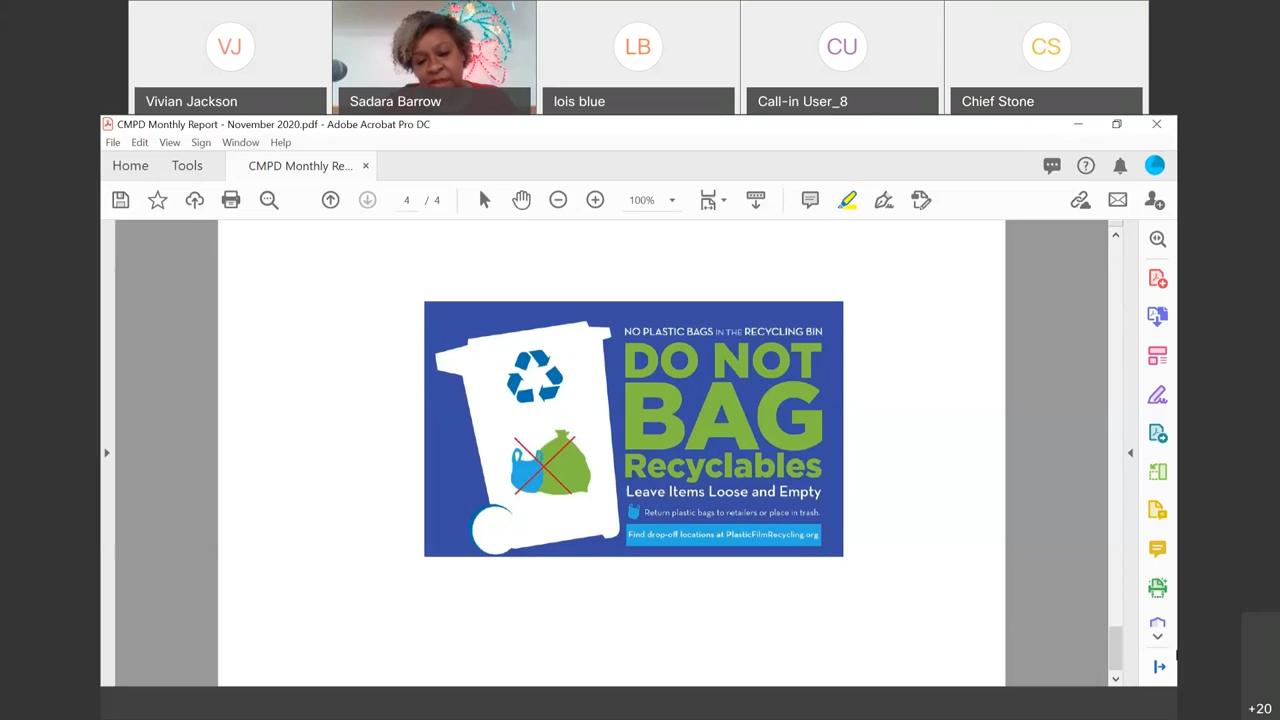 VJ
LB
CU
CS
Vivian Jackson
Sadara Barrow
lois blue
Call-in User_8
Chief Stone
CMPD Monthly Report - November 2020.pdf - Adobe Acrobat Pro DC
File Edit View Sign Window Help
Home Tools CMPD Monthly Re... ×
4 / 4 100%
NO PLASTIC BAGS IN THE RECYCLING BIN
DO NOT
BAG
Recyclables
Leave Items Loose and Empty
Return plastic bags to retailers or place in trash.
Find drop-off locations at PlasticFilmRecycling.org
+20